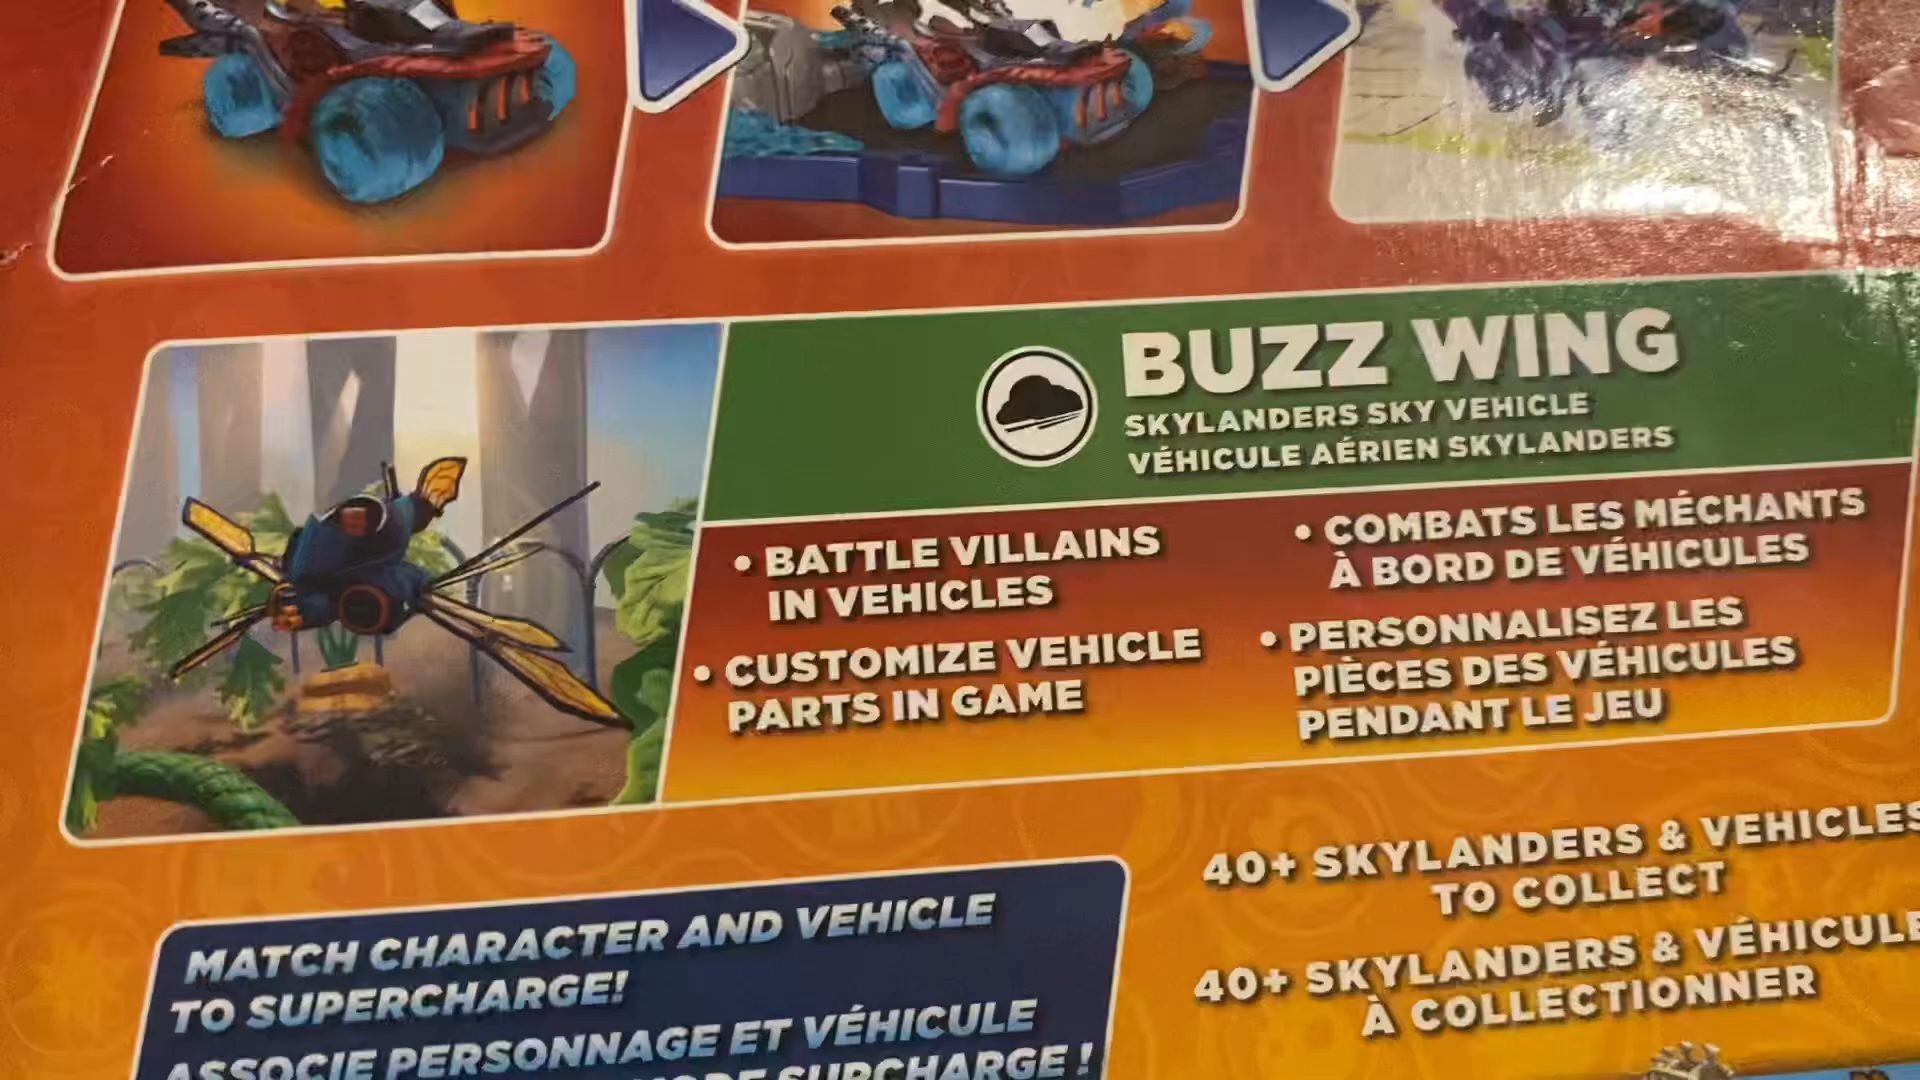 BUZZ WING
SKYLANDERS SKY VEHICLE
VÉHICULE AÉRIEN SKYLANDERS
• BATTLE VILLAINS
IN VEHICLES
• CUSTOMIZE VEHICLE
PARTS IN GAME
• COMBATS LES MÉCHANTS
À BORD DE VÉHICULES
• PERSONNALISEZ LES
PIÈCES DES VÉHICULES
PENDANT LE JEU
40+ SKYLANDERS & VEHICLES
TO COLLECT
40+ SKYLANDERS & VÉHICULE
À COLLECTIONNER
MATCH CHARACTER AND VEHICLE
TO SUPERCHARGE!
ASSOCIE PERSONNAGE ET VÉHICULE
SURCHARGE !